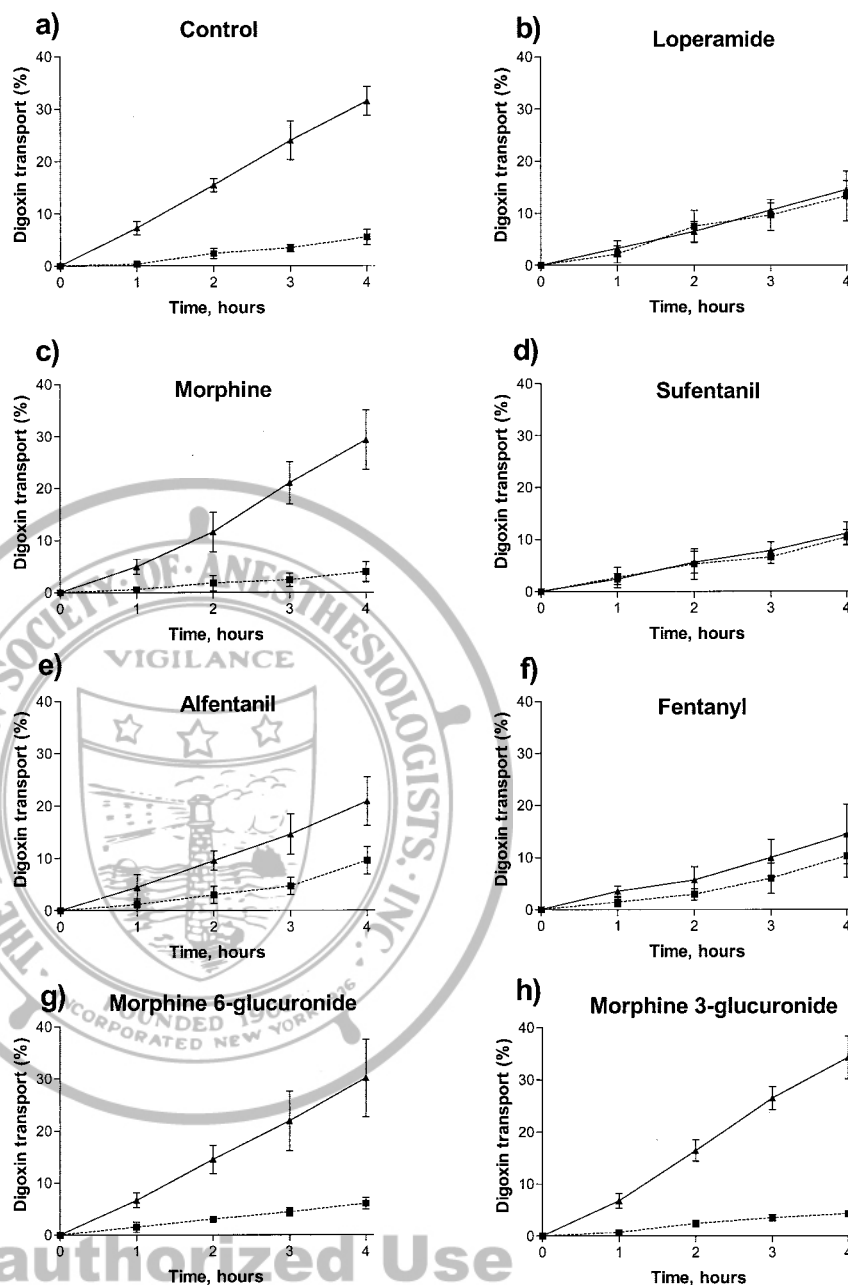 a)
Control
Digoxin transport (%)
40
30
20
10
0
0 1 2 3 4
Time, hours
b)
Loperamide
Digoxin transport (%)
40
30
20
10
0
0 1 2 3 4
Time, hours
c)
Morphine
Digoxin transport (%)
40
30
20
10
0
0 1 2 3 4
Time, hours
d)
Sufentanil
Digoxin transport (%)
40
30
20
10
0
0 1 2 3 4
Time, hours
e)
Alfentanil
Digoxin transport (%)
40
30
20
10
0
0 1 2 3 4
Time, hours
f)
Fentanyl
Digoxin transport (%)
40
30
20
10
0
0 1 2 3 4
Time, hours
g)
Morphine 6-glucuronide
Digoxin transport (%)
40
30
20
10
0
0 1 2 3 4
Time, hours
h)
Morphine 3-glucuronide
Digoxin transport (%)
40
30
20
10
0
0 1 2 3 4
Time, hours
SOCIETY · OF · ANESTHESIOLOGISTS · INC.
VIGILANCE
FOUNDED
INCORPORATED NEW YORK
authorized Use